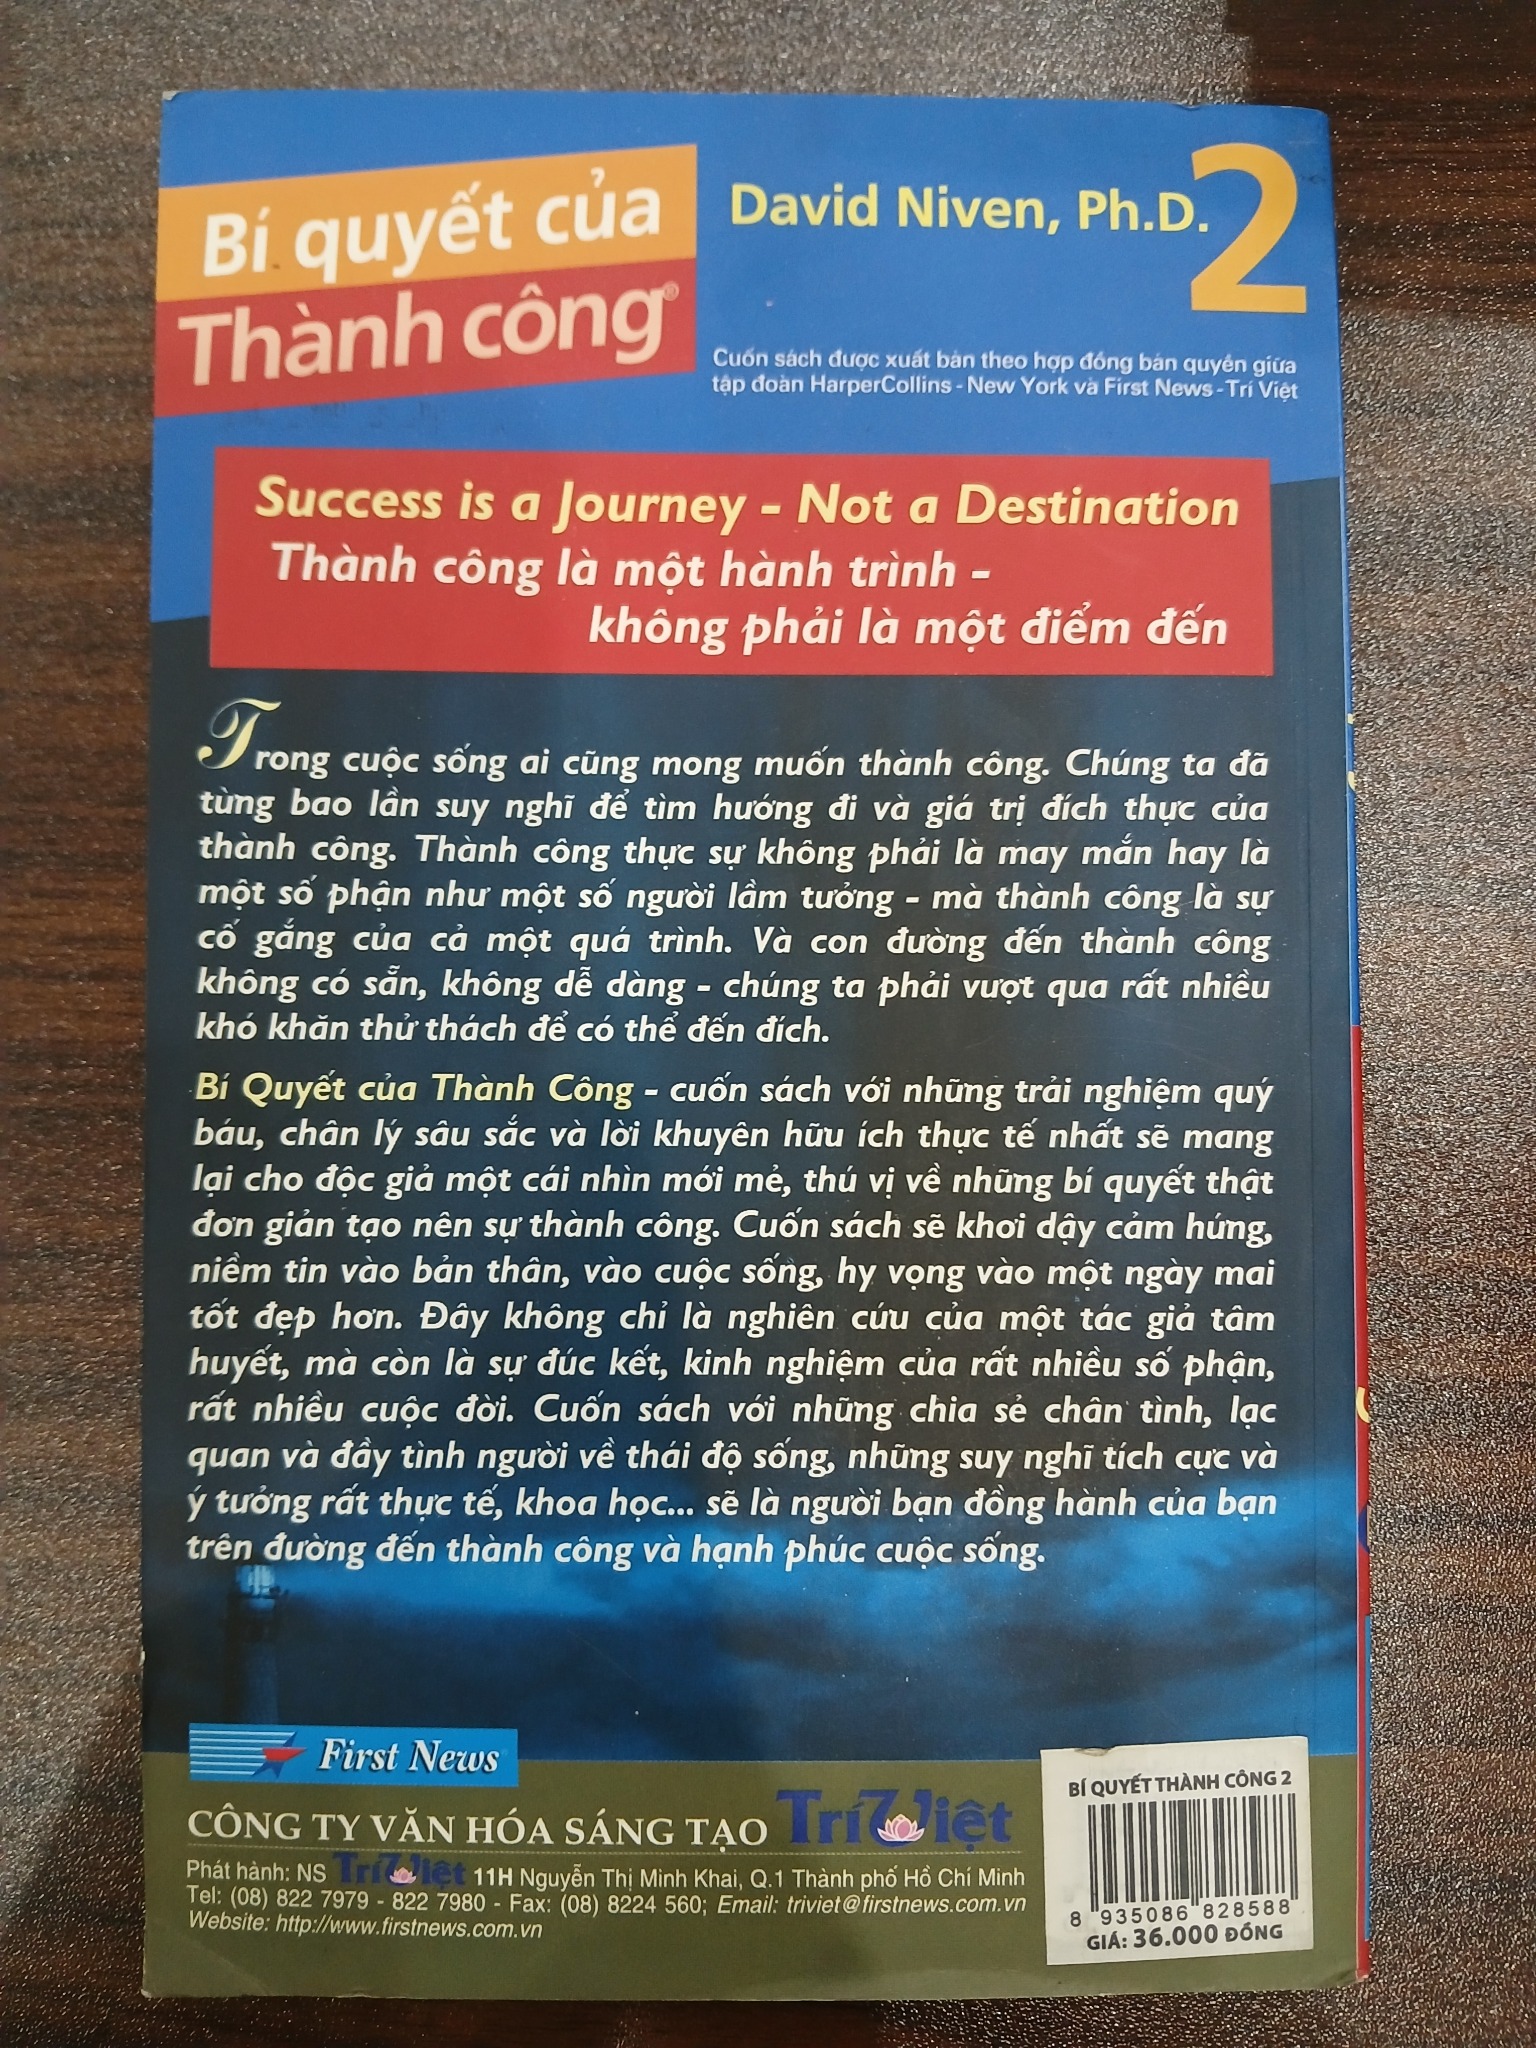 Bí quyết của
Thành công®
David Niven, Ph.D.
2
Cuốn sách được xuất bản theo hợp đồng bản quyền giữa
tập đoàn HarperCollins - New York và First News - Trí Việt
Success is a Journey - Not a Destination
Thành công là một hành trình -
không phải là một điểm đến
Trong cuộc sống ai cũng mong muốn thành công. Chúng ta đã
từng bao lần suy nghĩ để tìm hướng đi và giá trị đích thực của
thành công. Thành công thực sự không phải là may mắn hay là
một số phận như một số người lầm tưởng - mà thành công là sự
cố gắng của cả một quá trình. Và con đường đến thành công
không có sẵn, không dễ dàng - chúng ta phải vượt qua rất nhiều
khó khăn thử thách để có thể đến đích.
Bí Quyết của Thành Công - cuốn sách với những trải nghiệm quý
báu, chân lý sâu sắc và lời khuyên hữu ích thực tế nhất sẽ mang
lại cho độc giả một cái nhìn mới mẻ, thú vị về những bí quyết thật
đơn giản tạo nên sự thành công. Cuốn sách sẽ khơi dậy cảm hứng,
niềm tin vào bản thân, vào cuộc sống, hy vọng vào một ngày mai
tốt đẹp hơn. Đây không chỉ là nghiên cứu của một tác giả tâm
huyết, mà còn là sự đúc kết, kinh nghiệm của rất nhiều số phận,
rất nhiều cuộc đời. Cuốn sách với những chia sẻ chân tình, lạc
quan và đầy tình người về thái độ sống, những suy nghĩ tích cực và
ý tưởng rất thực tế, khoa học... sẽ là người bạn đồng hành của bạn
trên đường đến thành công và hạnh phúc cuộc sống.
First News
CÔNG TY VĂN HÓA SÁNG TẠO Trí Việt
Phát hành: NS Trí Việt 11H Nguyễn Thị Minh Khai, Q.1 Thành phố Hồ Chí Minh
Tel: (08) 822 7979 - 822 7980 - Fax: (08) 8224 560; Email: triviet@firstnews.com.vn
Website: http://www.firstnews.com.vn
BÍ QUYẾT THÀNH CÔNG 2
8 935086 828588
GIÁ: 36.000 ĐỒNG